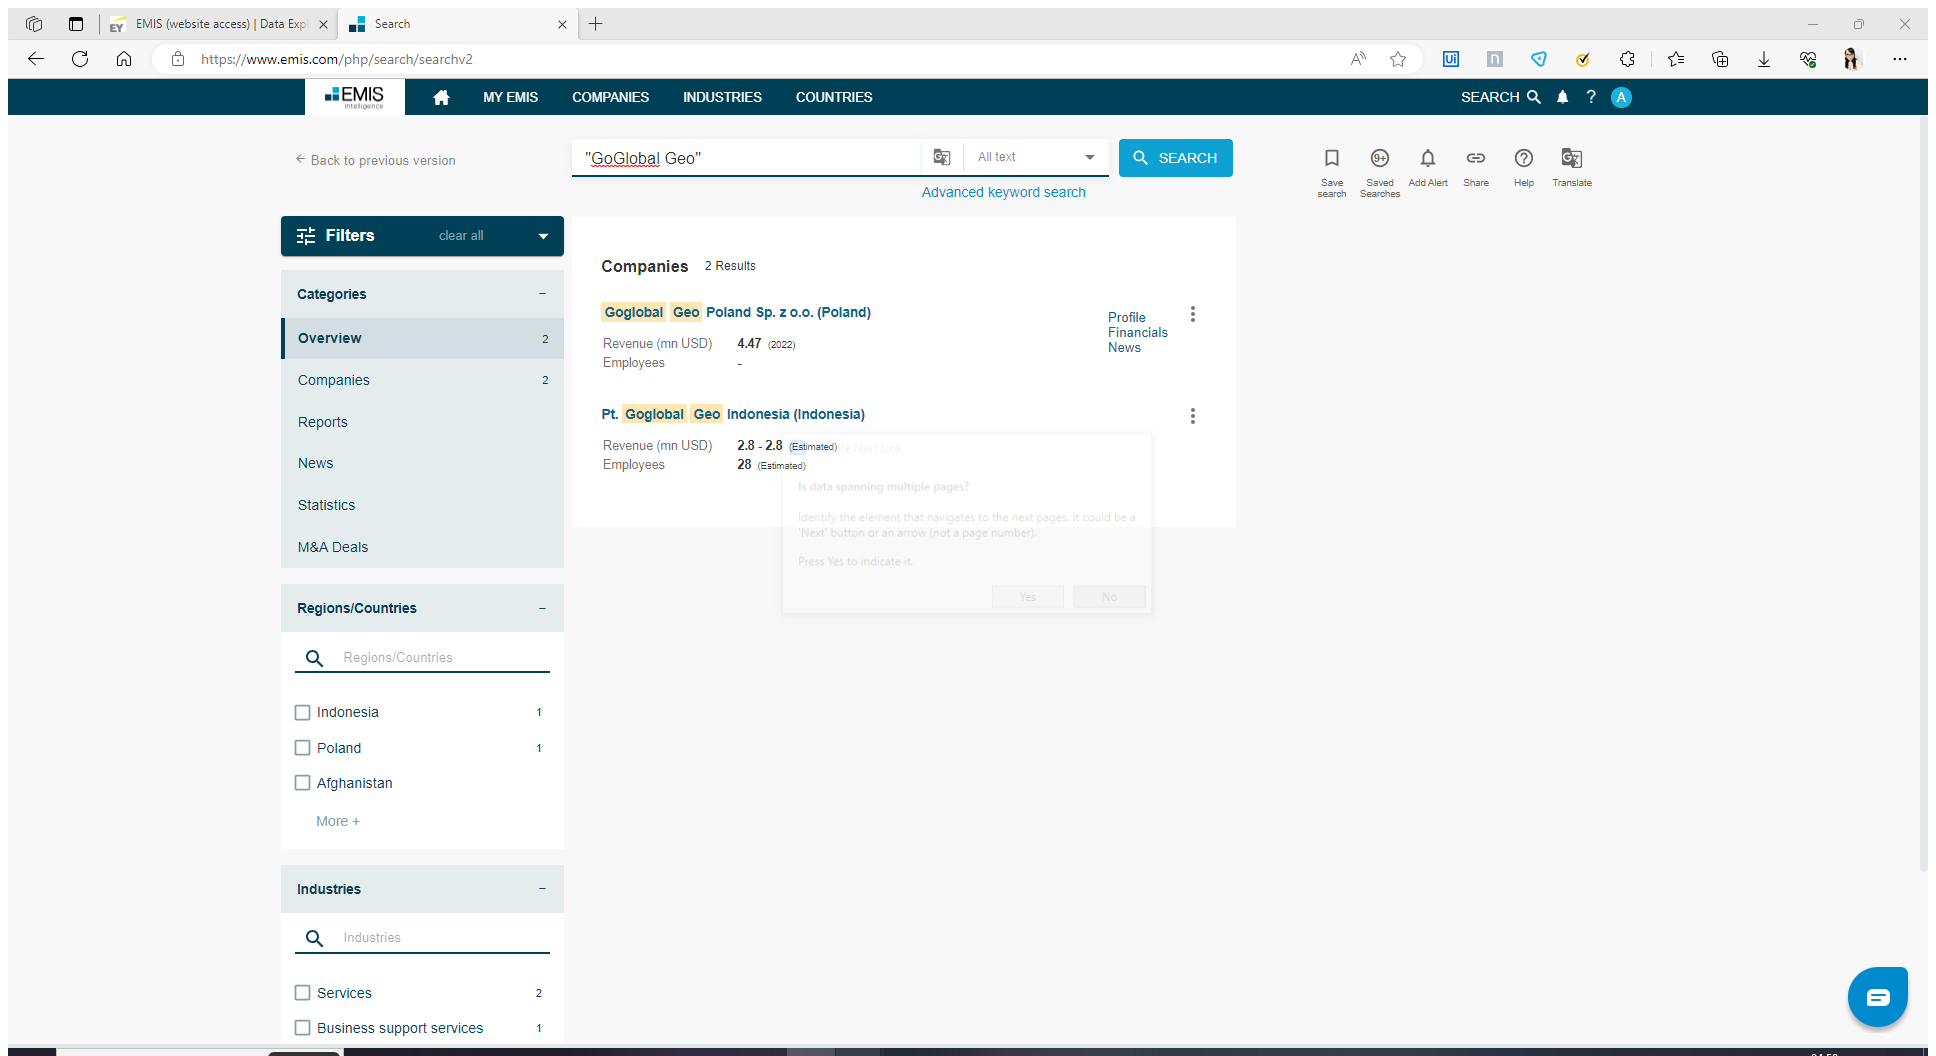 EY EMIS (website access) | Data Expl
Search
https://www.emis.com/php/search/searchv2
EMIS
Intelligence
MY EMIS
COMPANIES
INDUSTRIES
COUNTRIES
SEARCH
?
A
Back to previous version
"GoGlobal Geo"
All text
SEARCH
Advanced keyword search
Save search
9+
Saved Searches
Add Alert
Share
Help
Translate
Filters
clear all
Categories
Overview 2
Companies 2
Reports
News
Statistics
M&A Deals
Regions/Countries
Regions/Countries
Indonesia 1
Poland 1
Afghanistan
More +
Industries
Industries
Services 2
Business support services 1
Companies 2 Results
Goglobal Geo Poland Sp. z o.o. (Poland)
Revenue (mn USD) 4.47 (2022)
Employees -
Profile
Financials
News
Pt. Goglobal Geo Indonesia (Indonesia)
Revenue (mn USD) 2.8 - 2.8 (Estimated)
Employees 28 (Estimated)
Next Link
Is data spanning multiple pages?
Identify the element that navigates to the next pages. It could be a
'Next' button or an arrow (not a page number).
Press Yes to indicate it.
Yes
No